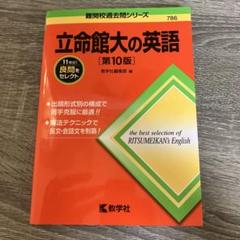 難関校過去問シリーズ
786
立命館大の英語
[第10版]
教学社編集部 編
11年分!
良問を
セレクト
●出題形式別の構成で
苦手克服に最適!!
●解法テクニックで
長文・会話文を制覇!
the best selection of
RITSUMEIKAN's English
教学社